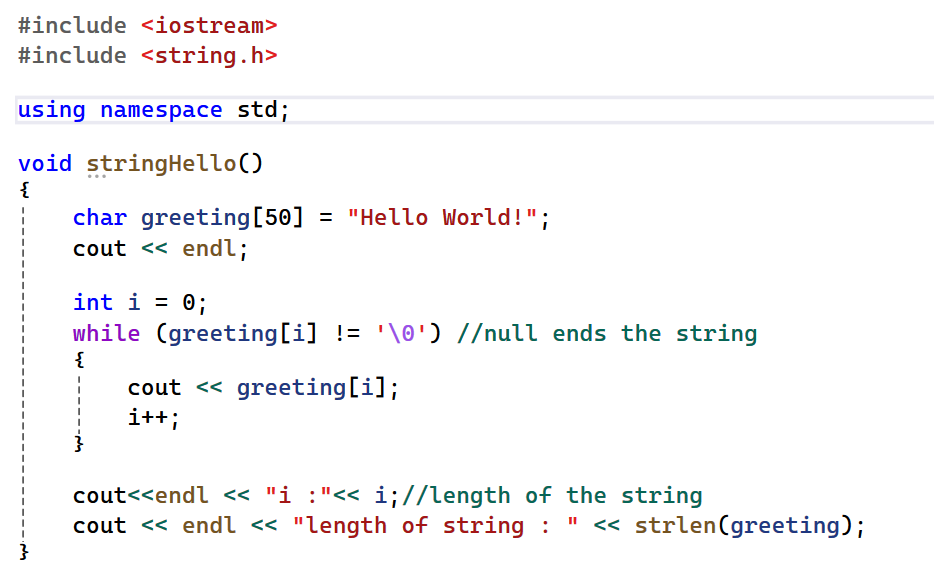 #include <iostream>
#include <string.h>
using namespace std;
void stringHello()
{
char greeting[50] = "Hello World!";
cout << endl;
int i = 0;
while (greeting[i] != '\0') //null ends the string
{
cout << greeting[i];
i++;
}
cout<<endl << "i :"<< i;//length of the string
cout << endl << "length of string : " << strlen(greeting);
}